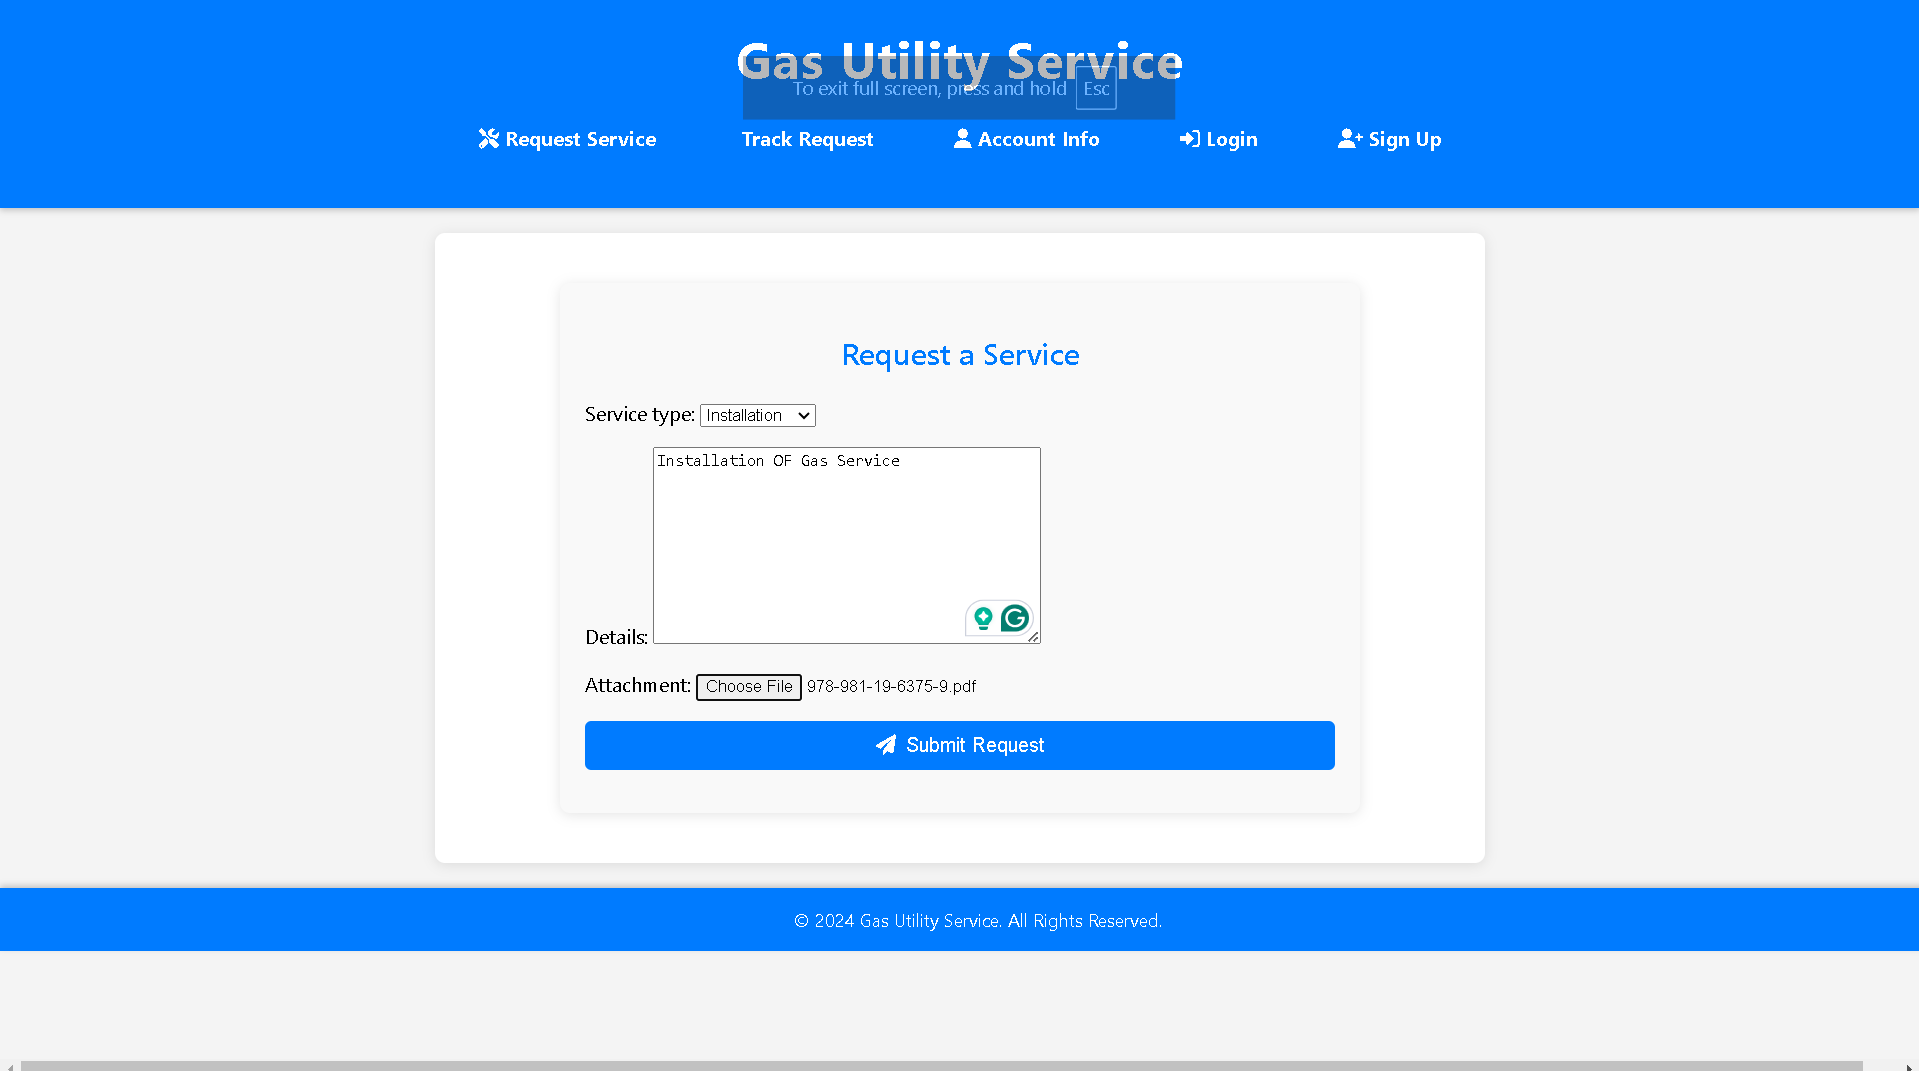 Gas Utility Service
To exit full screen, press and hold Esc
Request Service Track Request Account Info Login Sign Up
Request a Service
Service type: Installation
Installation OF Gas Service
Details:
Attachment: Choose File 978-981-19-6375-9.pdf
Submit Request
© 2024 Gas Utility Service. All Rights Reserved.